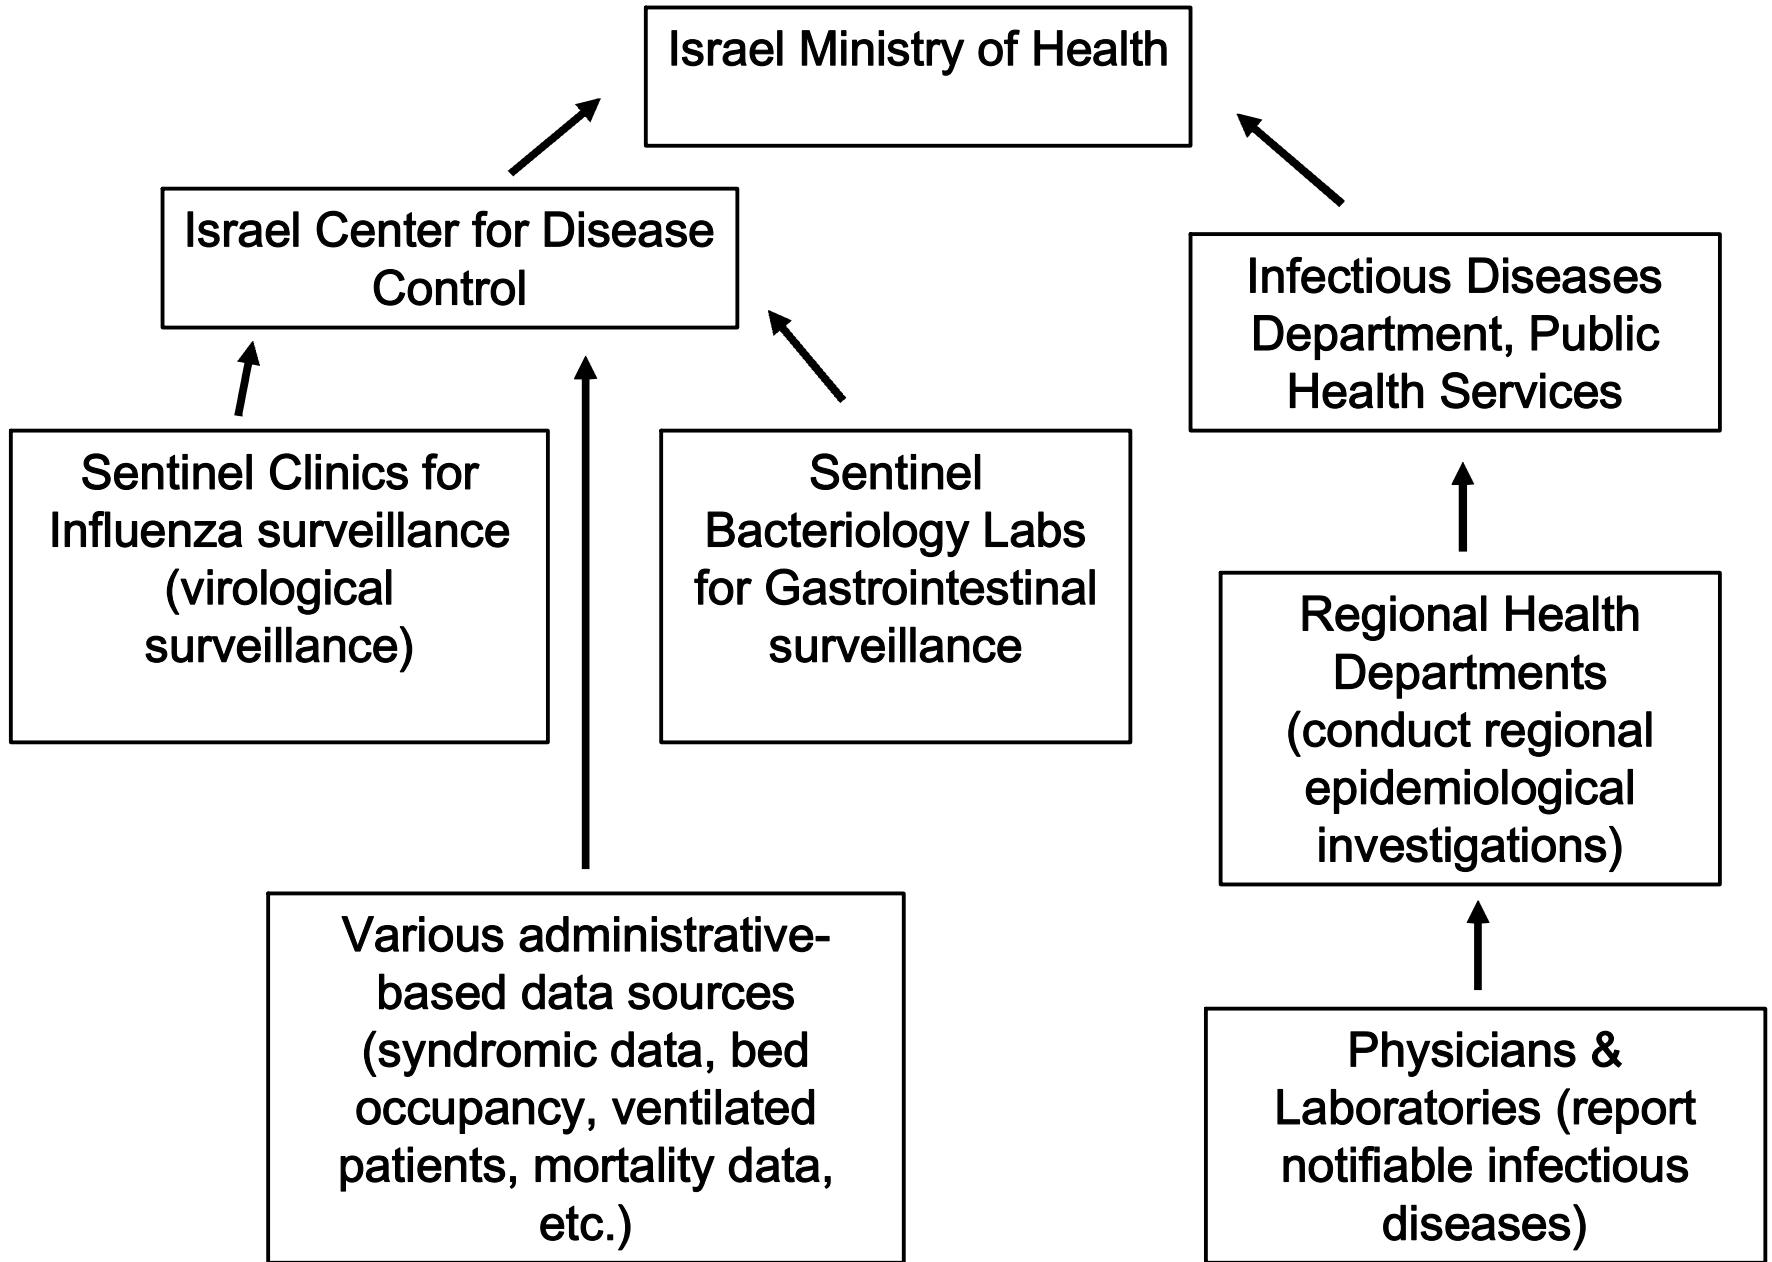 Israel Ministry of Health
Israel Center for Disease
Control
Infectious Diseases
Department, Public
Health Services
Sentinel Clinics for
Influenza surveillance
(virological
surveillance)
Sentinel
Bacteriology Labs
for Gastrointestinal
surveillance
Regional Health
Departments
(conduct regional
epidemiological
investigations)
Various administrative-
based data sources
(syndromic data, bed
occupancy, ventilated
patients, mortality data,
etc.)
Physicians &
Laboratories (report
notifiable infectious
diseases)